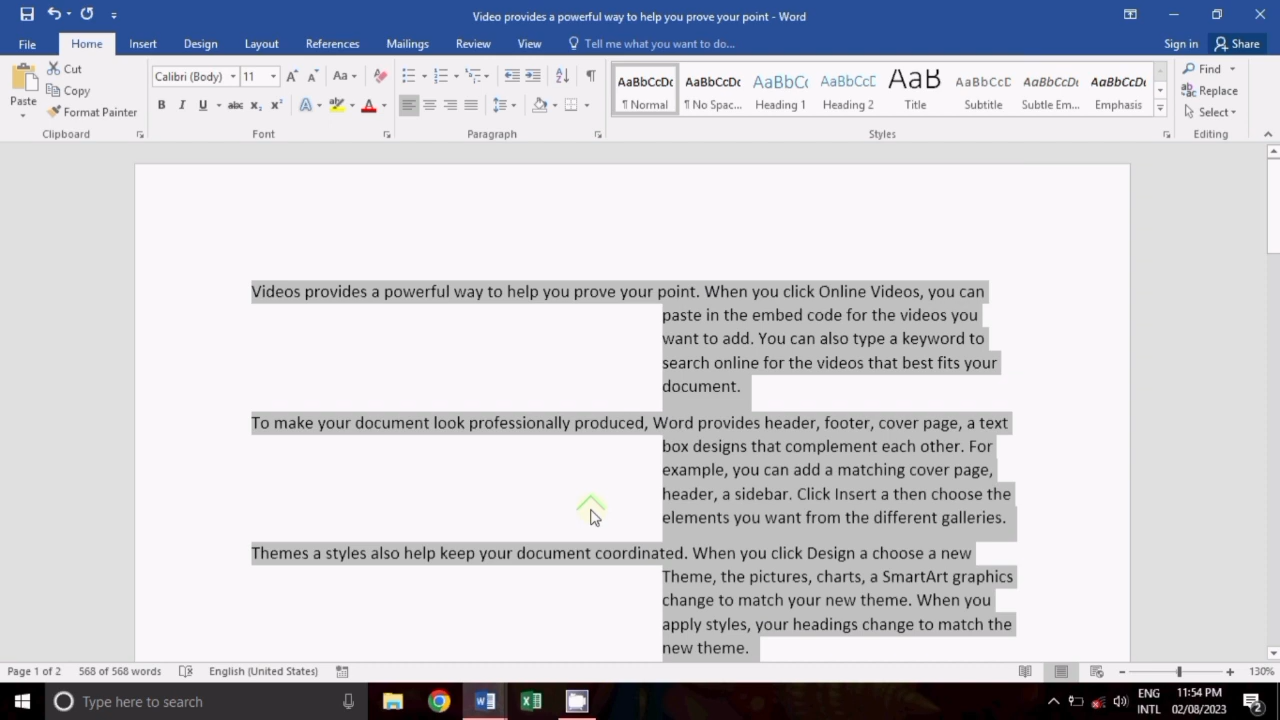 Video provides a powerful way to help you prove your point - Word
File Home Insert Design Layout References Mailings Review View Tell me what you want to do... Sign in Share
Paste
Cut
Copy
Format Painter
Clipboard
Calibri (Body) 11 Aa
B I U abc X₂ X² A A
Font
Paragraph
AaBbCcDc AaBbCcDc AaBbCc AaBbCcC AaB AaBbCcC AaBbCcDc AaBbCcDc
¶ Normal ¶ No Spac... Heading 1 Heading 2 Title Subtitle Subtle Em... Emphasis
Styles
Find
Replace
Select
Editing
Videos provides a powerful way to help you prove your point. When you click Online Videos, you can
paste in the embed code for the videos you
want to add. You can also type a keyword to
search online for the videos that best fits your
document.
To make your document look professionally produced, Word provides header, footer, cover page, a text
box designs that complement each other. For
example, you can add a matching cover page,
header, a sidebar. Click Insert a then choose the
elements you want from the different galleries.
Themes a styles also help keep your document coordinated. When you click Design a choose a new
Theme, the pictures, charts, a SmartArt graphics
change to match your new theme. When you
apply styles, your headings change to match the
new theme.
Page 1 of 2 568 of 568 words English (United States) 130%
Type here to search
ENG
INTL
11:54 PM
02/08/2023
2